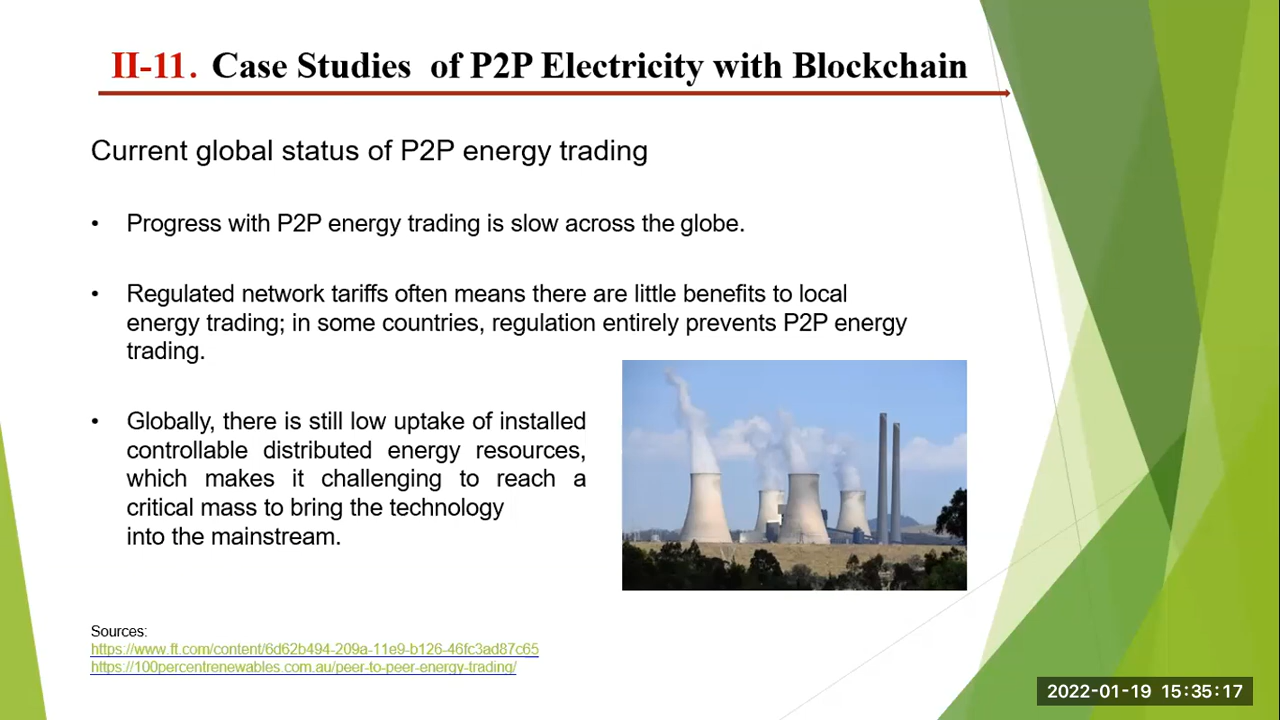 II-11. Case Studies of P2P Electricity with Blockchain
Current global status of P2P energy trading
• Progress with P2P energy trading is slow across the globe.
• Regulated network tariffs often means there are little benefits to local
energy trading; in some countries, regulation entirely prevents P2P energy
trading.
• Globally, there is still low uptake of installed
controllable distributed energy resources,
which makes it challenging to reach a
critical mass to bring the technology
into the mainstream.
Sources:
https://www.ft.com/content/6d62b494-209a-11e9-b126-46fc3ad87c65
https://100percentrenewables.com.au/peer-to-peer-energy-trading/
2022-01-19 15:35:17